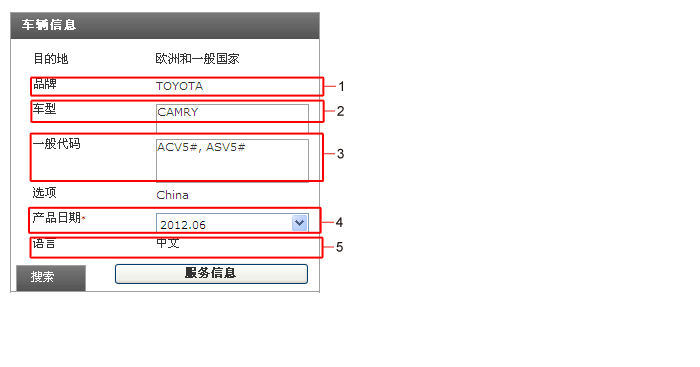 车辆信息
目的地 欧洲和一般国家
品牌 TOYOTA 1
车型 CAMRY 2
一般代码 ACV5#, ASV5# 3
选项 China
产品日期* 2012.06 4
语言 中文 5
搜索 服务信息